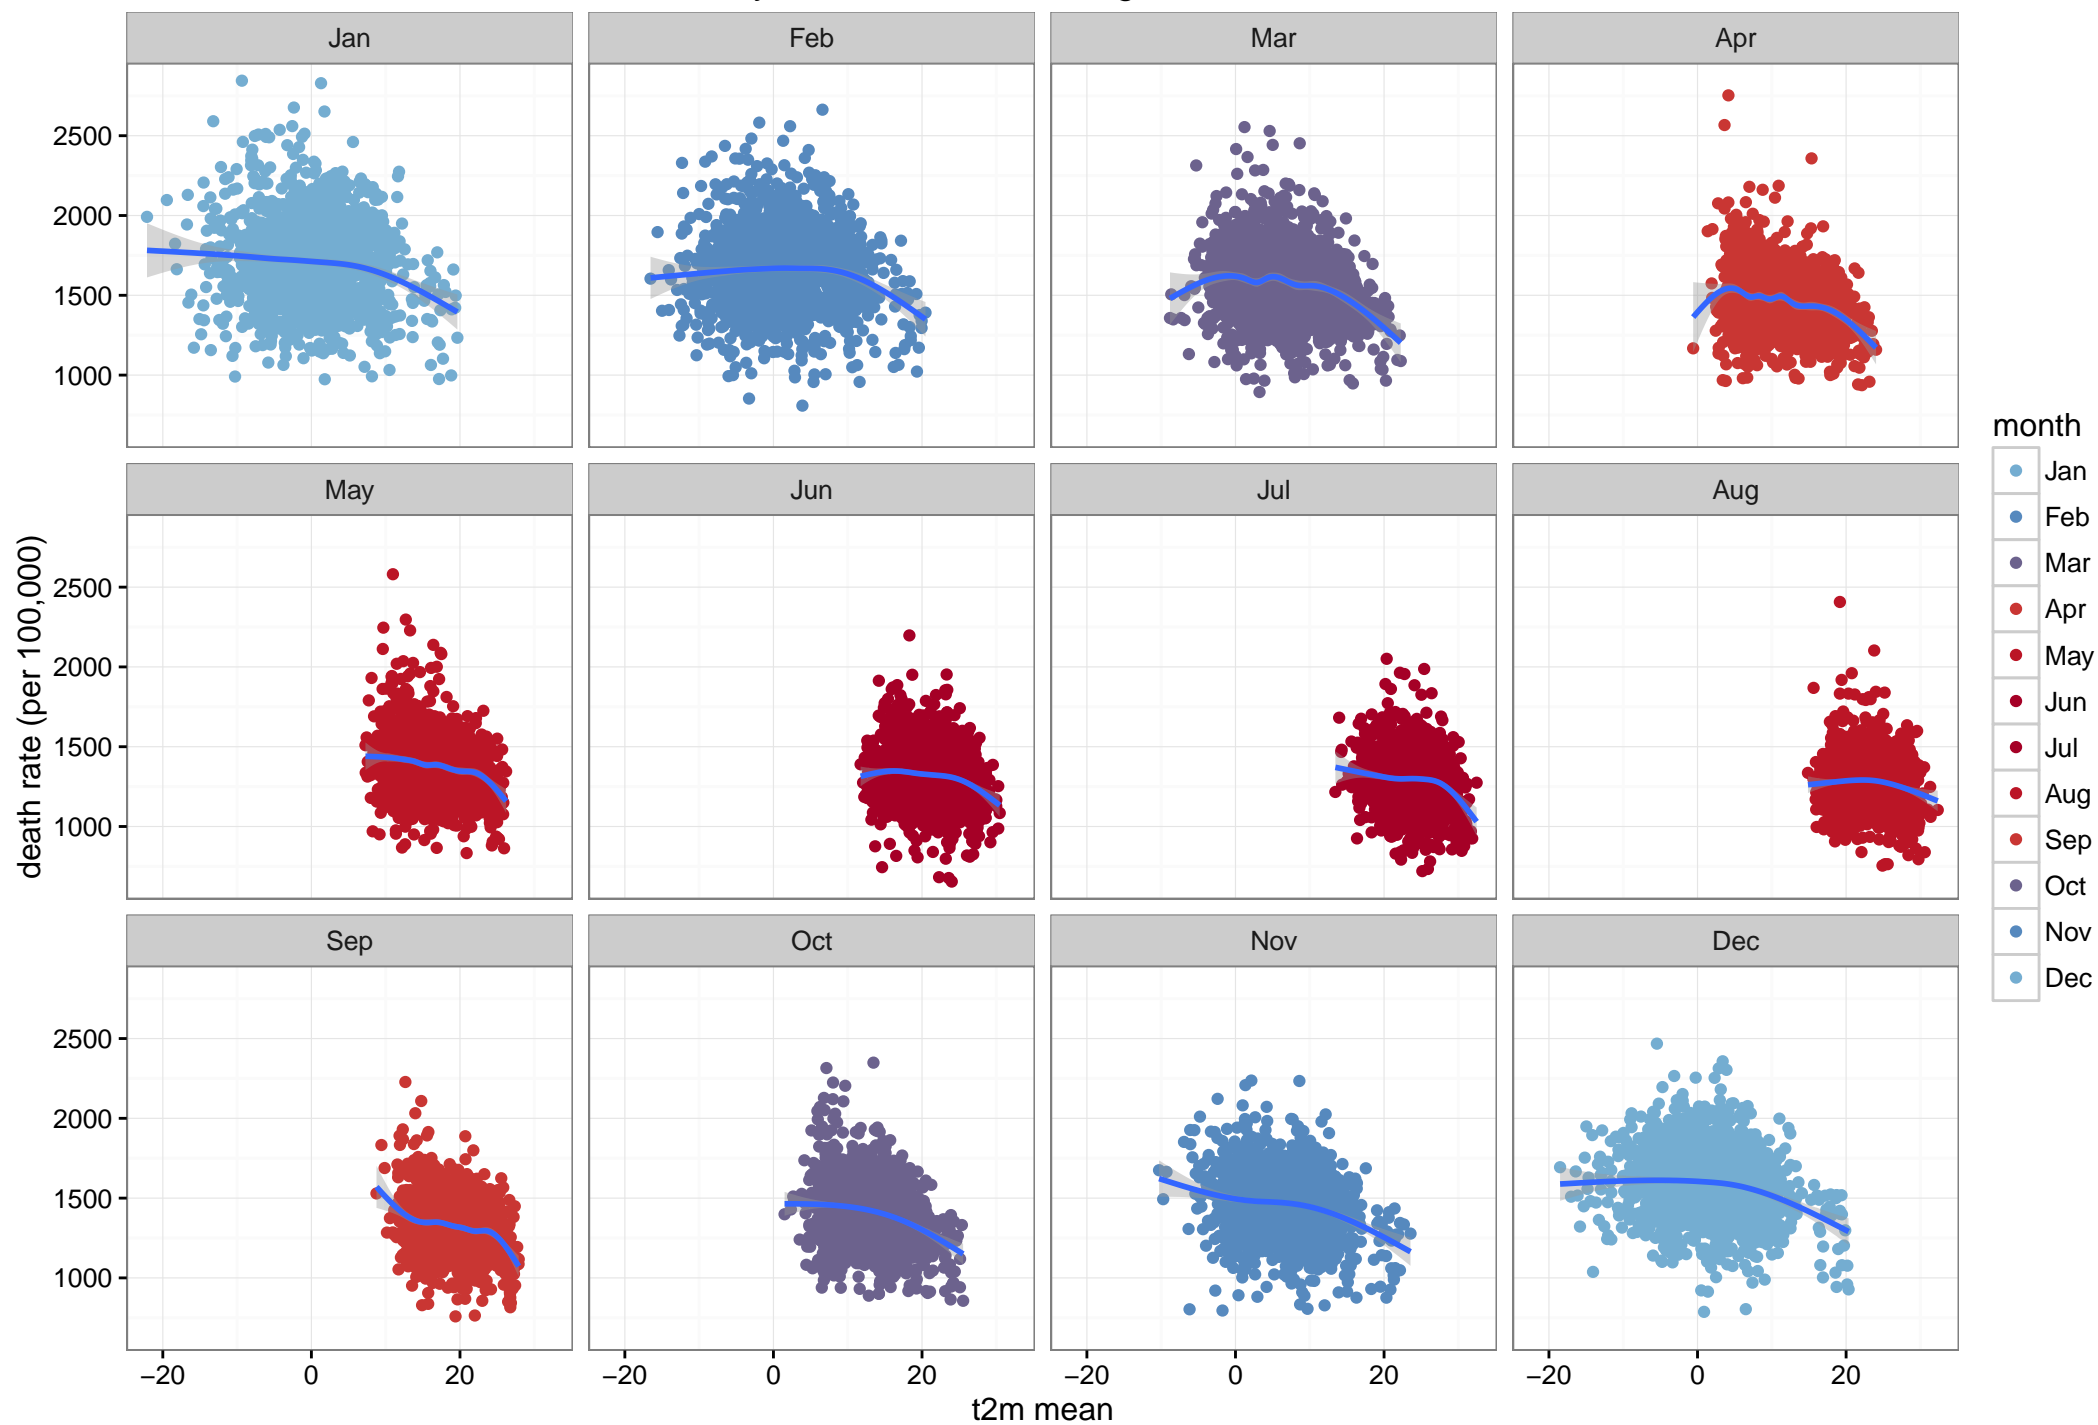 Jan Feb Mar Apr
2500
2000
1500
1000
May Jun Jul Aug
2500
2000
1500
1000
Sep Oct Nov Dec
2500
2000
1500
1000
−20 0 20 −20 0 20 −20 0 20 −20 0 20
t2m mean
death rate (per 100,000)
month
Jan
Feb
Mar
Apr
May
Jun
Jul
Aug
Sep
Oct
Nov
Dec